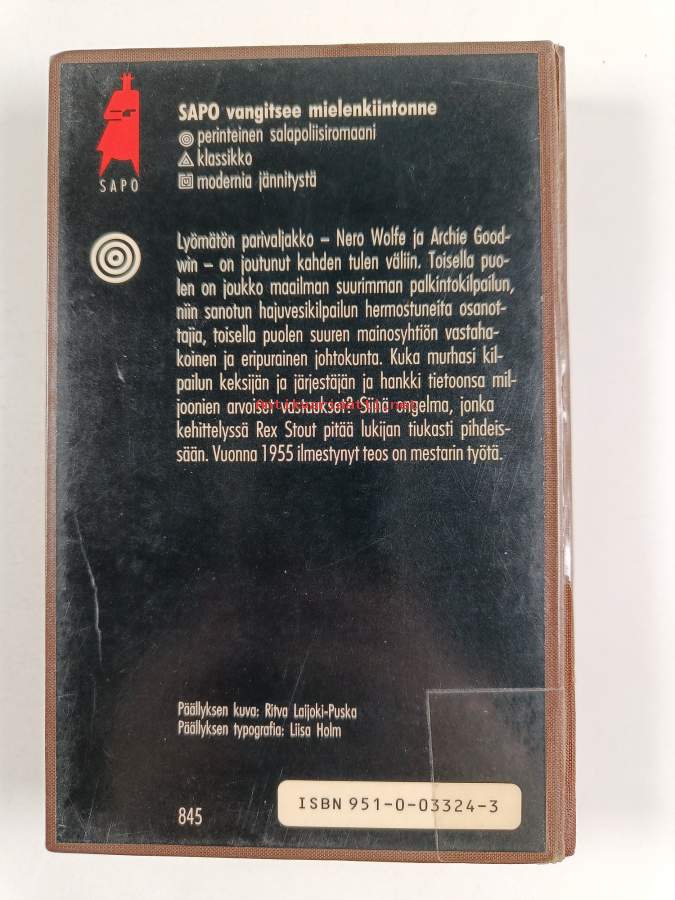 SAPO vangitsee mielenkiintonne
perinteinen salapoliisiromaani
klassikko
modernia jännitystä
SAPO
Lyömätön parivaljakko – Nero Wolfe ja Archie Good-
win – on joutunut kahden tulen väliin. Toisella puo-
len on joukko maailman suurimman palkintokilpailun,
niin sanotun hajuvesikilpailun hermostuneita osanot-
tajia, toisella puolen suuren mainosyhtiön vastaha-
koinen ja eripurainen johtokunta. Kuka murhasi kil-
pailun keksijän ja järjestäjän ja hankki tietoonsa mil-
joonien arvoiset vastaukset? Siinä ongelma, jonka
kehittelyssä Rex Stout pitää lukijan tiukasti pihdeis-
sään. Vuonna 1955 ilmestynyt teos on mestarin työtä.
Päällyksen kuva: Ritva Laijoki-Puska
Päällyksen typografia: Liisa Holm
845
ISBN 951-0-03324-3